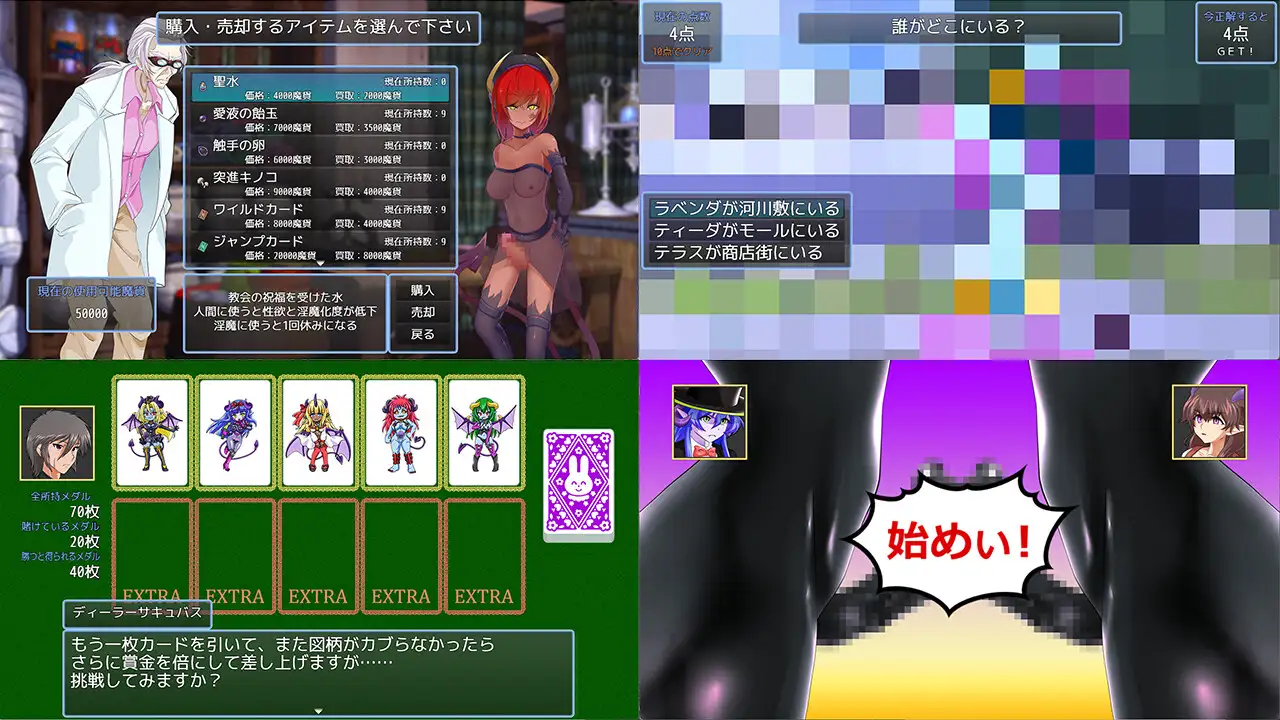 購入・売却するアイテムを選んで下さい
聖水 現在所持数：0
価格：4000魔貨 買取：2000魔貨
愛液の飴玉 現在所持数：9
価格：7000魔貨 買取：3500魔貨
触手の卵 現在所持数：0
価格：6000魔貨 買取：3000魔貨
突進キノコ 現在所持数：0
価格：9000魔貨 買取：4000魔貨
ワイルドカード 現在所持数：9
価格：8000魔貨 買取：4000魔貨
ジャンプカード 現在所持数：9
価格：20000魔貨 買取：8000魔貨
現在の使用可能魔貨
50000
教会の祝福を受けた水
人間に使うと性欲と淫魔化度が低下
淫魔に使うと1回休みになる
購入
売却
戻る
現在の点数
4点
10点でクリア
誰がどこにいる？
今正解すると
4点
GET！
ラベンダが河川敷にいる
ティーダがモールにいる
テラスが商店街にいる
全所持メダル
70枚
賭けているメダル
20枚
勝つと得られるメダル
40枚
EXTRA
EXTRA
EXTRA
EXTRA
EXTRA
ディーラーサキュバス
もう一枚カードを引いて、また図柄がカブらなかったら
さらに賞金を倍にして差し上げますが……
挑戦してみますか？
始めぃ！